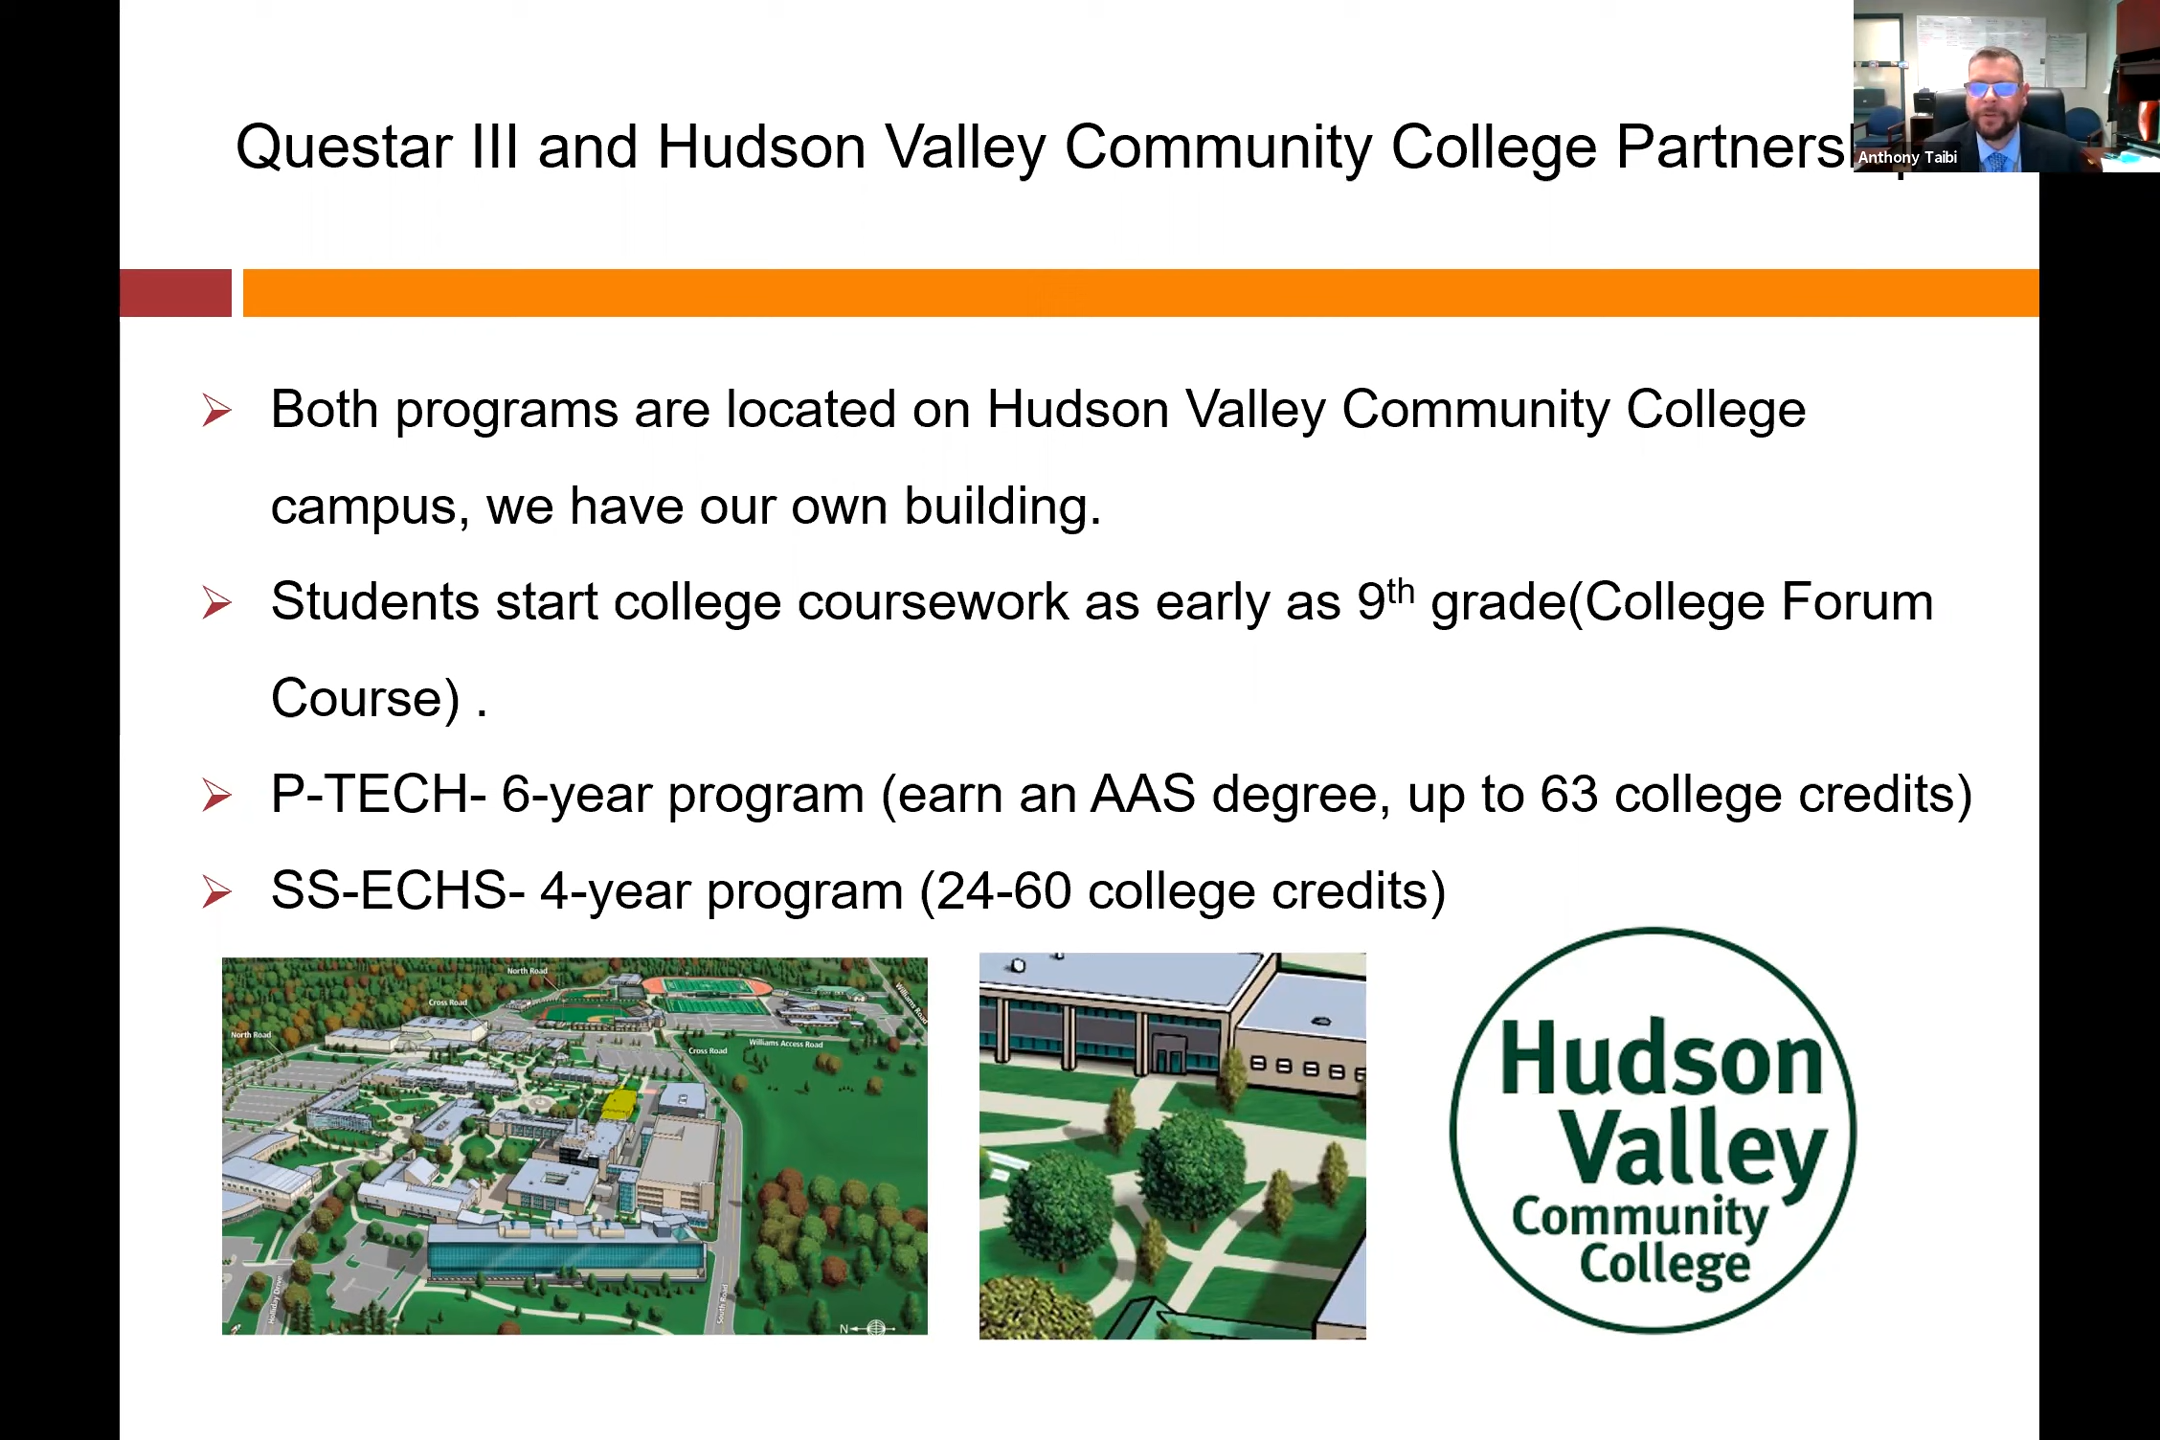 Questar III and Hudson Valley Community College Partners
Anthony Taibi
Both programs are located on Hudson Valley Community College
campus, we have our own building.
Students start college coursework as early as 9th grade(College Forum
Course) .
P-TECH- 6-year program (earn an AAS degree, up to 63 college credits)
SS-ECHS- 4-year program (24-60 college credits)
North Road
Cross Road
North Road
Williams Road
Williams Access Road
Cross Road
Holliday Drive
South Road
N
Hudson
Valley
Community
College